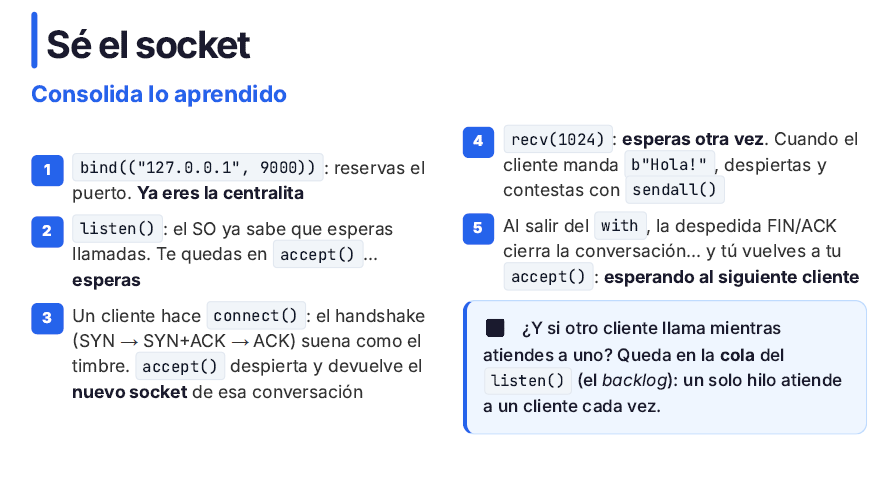 Sé el socket
Consolida lo aprendido
1 bind(("127.0.0.1", 9000)) : reservas el
puerto. Ya eres la centralita
2 listen() : el SO ya sabe que esperas
llamadas. Te quedas en accept() ...
esperas
3 Un cliente hace connect() : el handshake
(SYN → SYN+ACK → ACK) suena como el
timbre. accept() despierta y devuelve el
nuevo socket de esa conversación
4 recv(1024) : esperas otra vez. Cuando el
cliente manda b"Hola!" , despiertas y
contestas con sendall()
5 Al salir del with , la despedida FIN/ACK
cierra la conversación... y tú vuelves a tu
accept() : esperando al siguiente cliente
¿Y si otro cliente llama mientras
atiendes a uno? Queda en la cola del
listen() (el backlog): un solo hilo atiende
a un cliente cada vez.